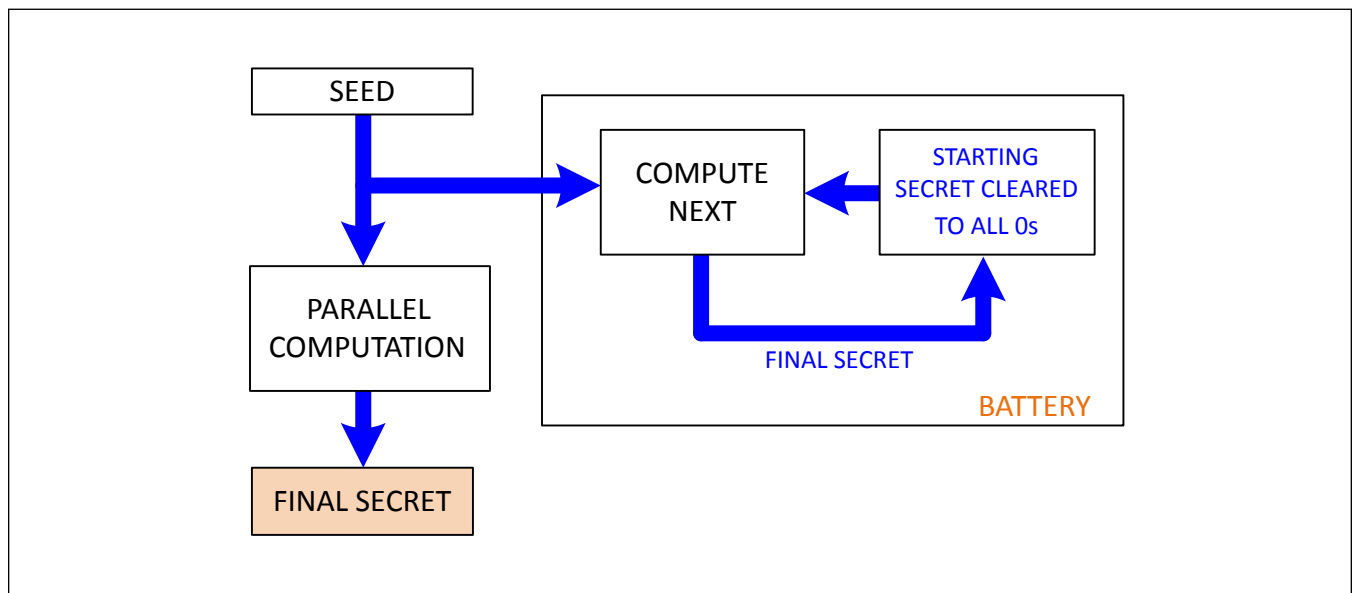 SEED
COMPUTE
NEXT
STARTING
SECRET CLEARED
TO ALL 0s
PARALLEL
COMPUTATION
FINAL SECRET
BATTERY
FINAL SECRET